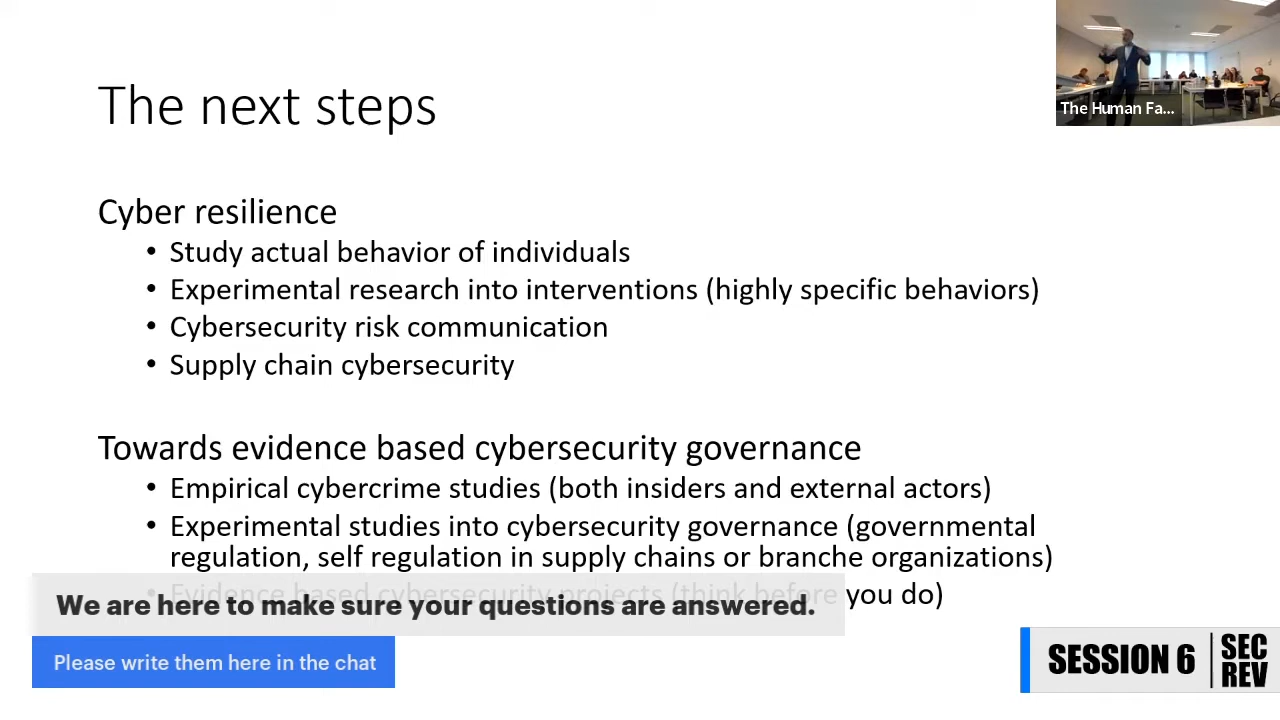 The next steps
The Human Fa...
Cyber resilience
• Study actual behavior of individuals
• Experimental research into interventions (highly specific behaviors)
• Cybersecurity risk communication
• Supply chain cybersecurity
Towards evidence based cybersecurity governance
• Empirical cybercrime studies (both insiders and external actors)
• Experimental studies into cybersecurity governance (governmental
regulation, self regulation in supply chains or branche organizations)
• Evidence based cybersecurity projects (think before you do)
We are here to make sure your questions are answered.
Please write them here in the chat
SESSION 6
SEC
REV